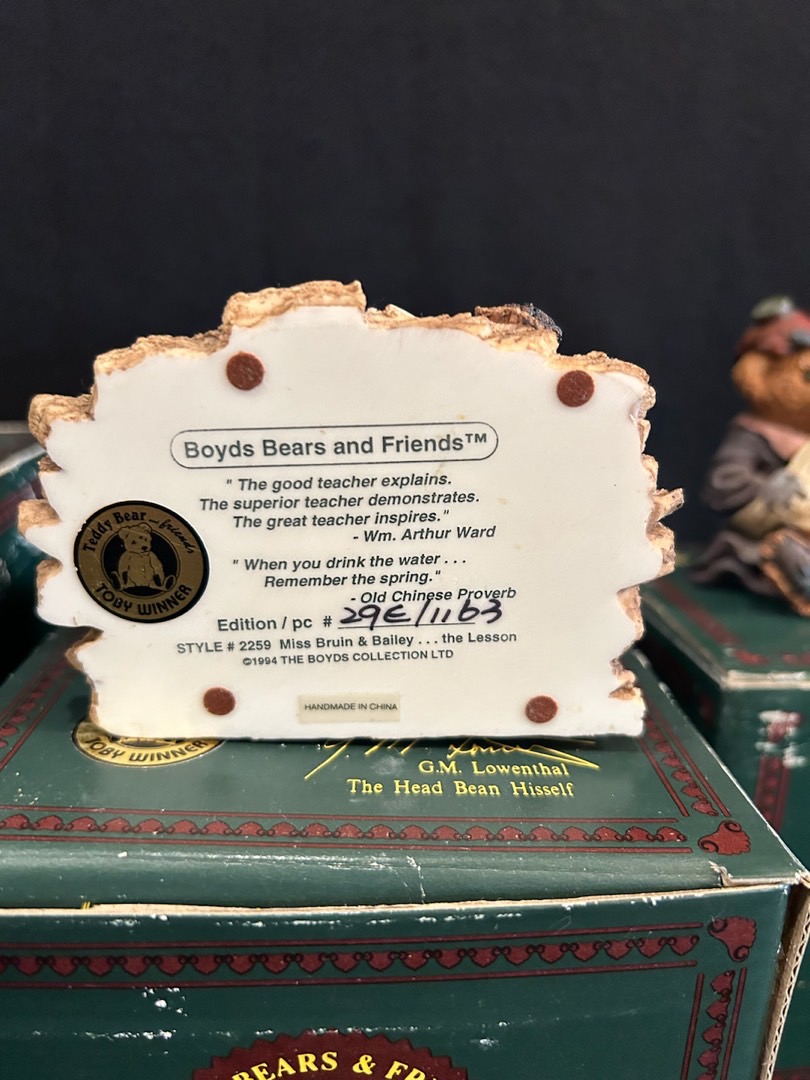 Boyds Bears and Friends™
" The good teacher explains.
The superior teacher demonstrates.
The great teacher inspires."
- Wm. Arthur Ward
" When you drink the water . . .
Remember the spring."
- Old Chinese Proverb
Edition / pc # 29E/1163
STYLE # 2259 Miss Bruin & Bailey . . . the Lesson
©1994 THE BOYDS COLLECTION LTD
HANDMADE IN CHINA
Teddy Bear and friends
TOBY WINNER
TOBY WINNER
G.M. Lowenthal
The Head Bean Hisself
BEARS & FR